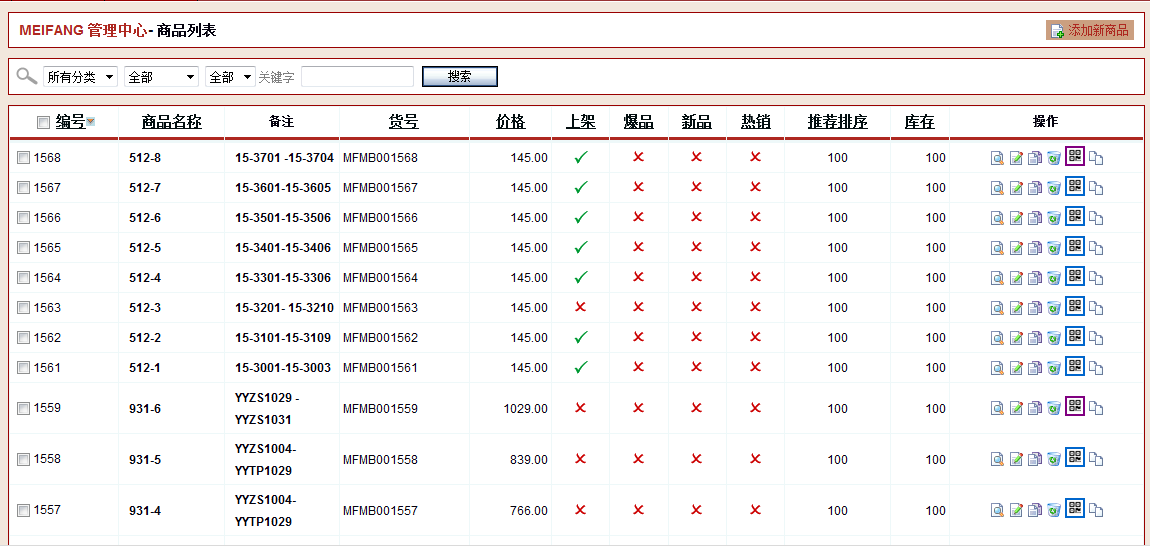 MEIFANG 管理中心- 商品列表 添加新商品
所有分类 全部 全部 关键字 搜索
编号 商品名称 备注 货号 价格 上架 爆品 新品 热销 推荐排序 库存 操作
1568 512-8 15-3701 -15-3704 MFMB001568 145.00 100 100
1567 512-7 15-3601-15-3605 MFMB001567 145.00 100 100
1566 512-6 15-3501-15-3506 MFMB001566 145.00 100 100
1565 512-5 15-3401-15-3406 MFMB001565 145.00 100 100
1564 512-4 15-3301-15-3306 MFMB001564 145.00 100 100
1563 512-3 15-3201- 15-3210 MFMB001563 145.00 100 100
1562 512-2 15-3101-15-3109 MFMB001562 145.00 100 100
1561 512-1 15-3001-15-3003 MFMB001561 145.00 100 100
1559 931-6 YYZS1029 - YYZS1031 MFMB001559 1029.00 100 100
1558 931-5 YYZS1004- YYTP1029 MFMB001558 839.00 100 100
1557 931-4 YYZS1004- YYTP1029 MFMB001557 766.00 100 100